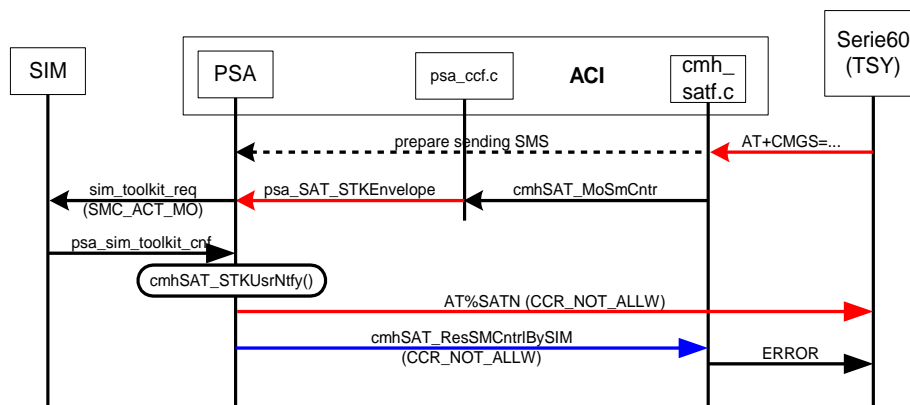 Serie60
(TSY)
SIM
PSA
psa_ccf.c
ACI
cmh_
satf.c
prepare sending SMS
AT+CMGS=...
sim_toolkit_req
(SMC_ACT_MO)
psa_SAT_STKEnvelope
cmhSAT_MoSmCntr
psa_sim_toolkit_cnf
cmhSAT_STKUsrNtfy()
AT%SATN (CCR_NOT_ALLW)
cmhSAT_ResSMCntrlBySIM
(CCR_NOT_ALLW)
ERROR